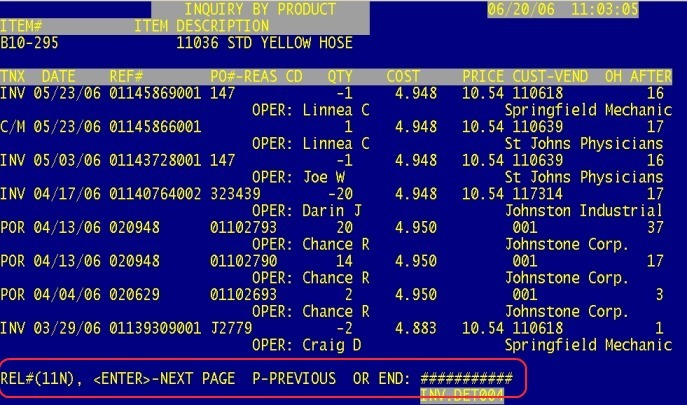 INQUIRY BY PRODUCT 06/20/06 11:03:05
ITEM# ITEM DESCRIPTION
B10-295 11036 STD YELLOW HOSE
TNX DATE REF# PO#-REAS CD QTY COST PRICE CUST-VEND OH AFTER
INV 05/23/06 01145869001 147 -1 4.948 10.54 110618 16
OPER: Linnea C Springfield Mechanic
C/M 05/23/06 01145866001 1 4.948 110639 17
OPER: Linnea C St Johns Physicians
INV 05/03/06 01143728001 147 -1 4.948 10.54 110639 16
OPER: Joe W St Johns Physicians
INV 04/17/06 01140764002 323439 -20 4.948 10.54 117314 17
OPER: Darin J Johnston Industrial
POR 04/13/06 020948 01102793 20 4.950 001 37
OPER: Chance R Johnstone Corp.
POR 04/13/06 020948 01102790 14 4.950 001 17
OPER: Chance R Johnstone Corp.
POR 04/04/06 020629 01102693 2 4.950 001 3
OPER: Chance R Johnstone Corp.
INV 03/29/06 01139309001 J2779 -2 4.883 10.54 110618 1
OPER: Craig D Springfield Mechanic
REL#(11N), <ENTER>-NEXT PAGE P-PREVIOUS OR END: ###########
INV.DET004